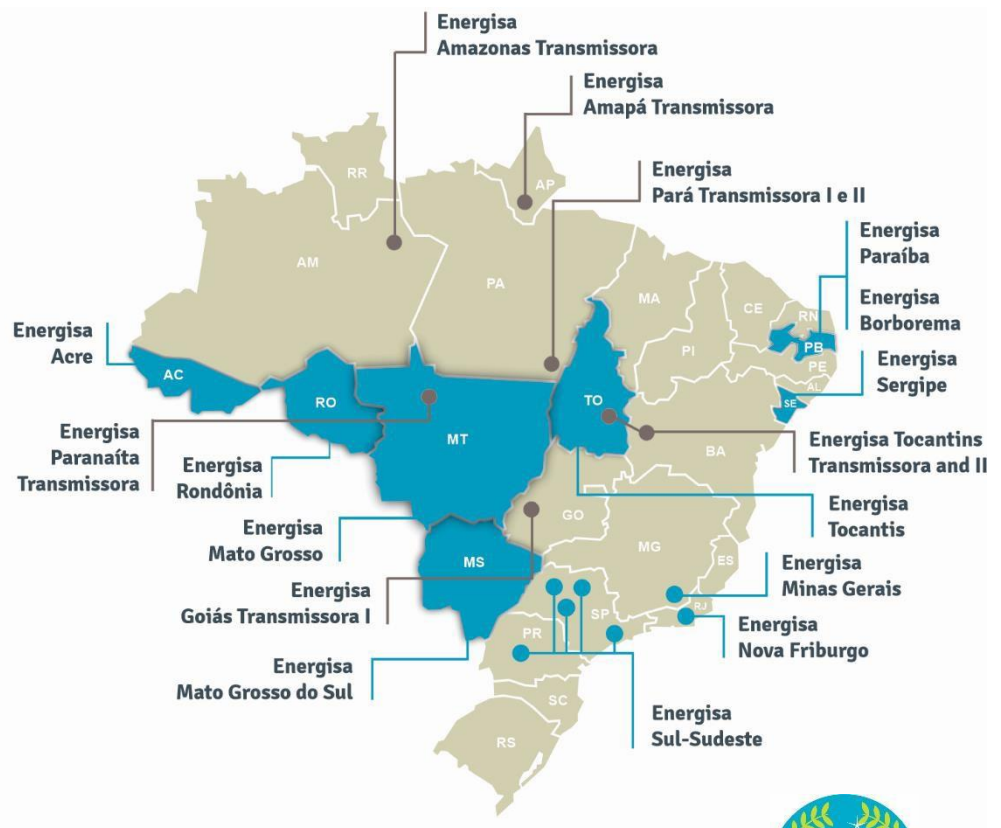 Energisa
Amazonas Transmissora
Energisa
Amapá Transmissora
Energisa
Pará Transmissora I e II
Energisa
Paraíba
Energisa
Borborema
Energisa
Sergipe
Energisa Tocantins
Transmissora and II
Energisa
Tocantis
Energisa
Minas Gerais
Energisa
Nova Friburgo
Energisa
Sul-Sudeste
Energisa
Acre
Energisa
Paranaíta
Transmissora
Energisa
Rondônia
Energisa
Mato Grosso
Energisa
Goiás Transmissora I
Energisa
Mato Grosso do Sul
RR
AP
AM
PA
MA
CE
RN
PB
PE
AL
SE
PI
AC
RO
MT
TO
BA
GO
MG
ES
MS
SP
RJ
PR
SC
RS